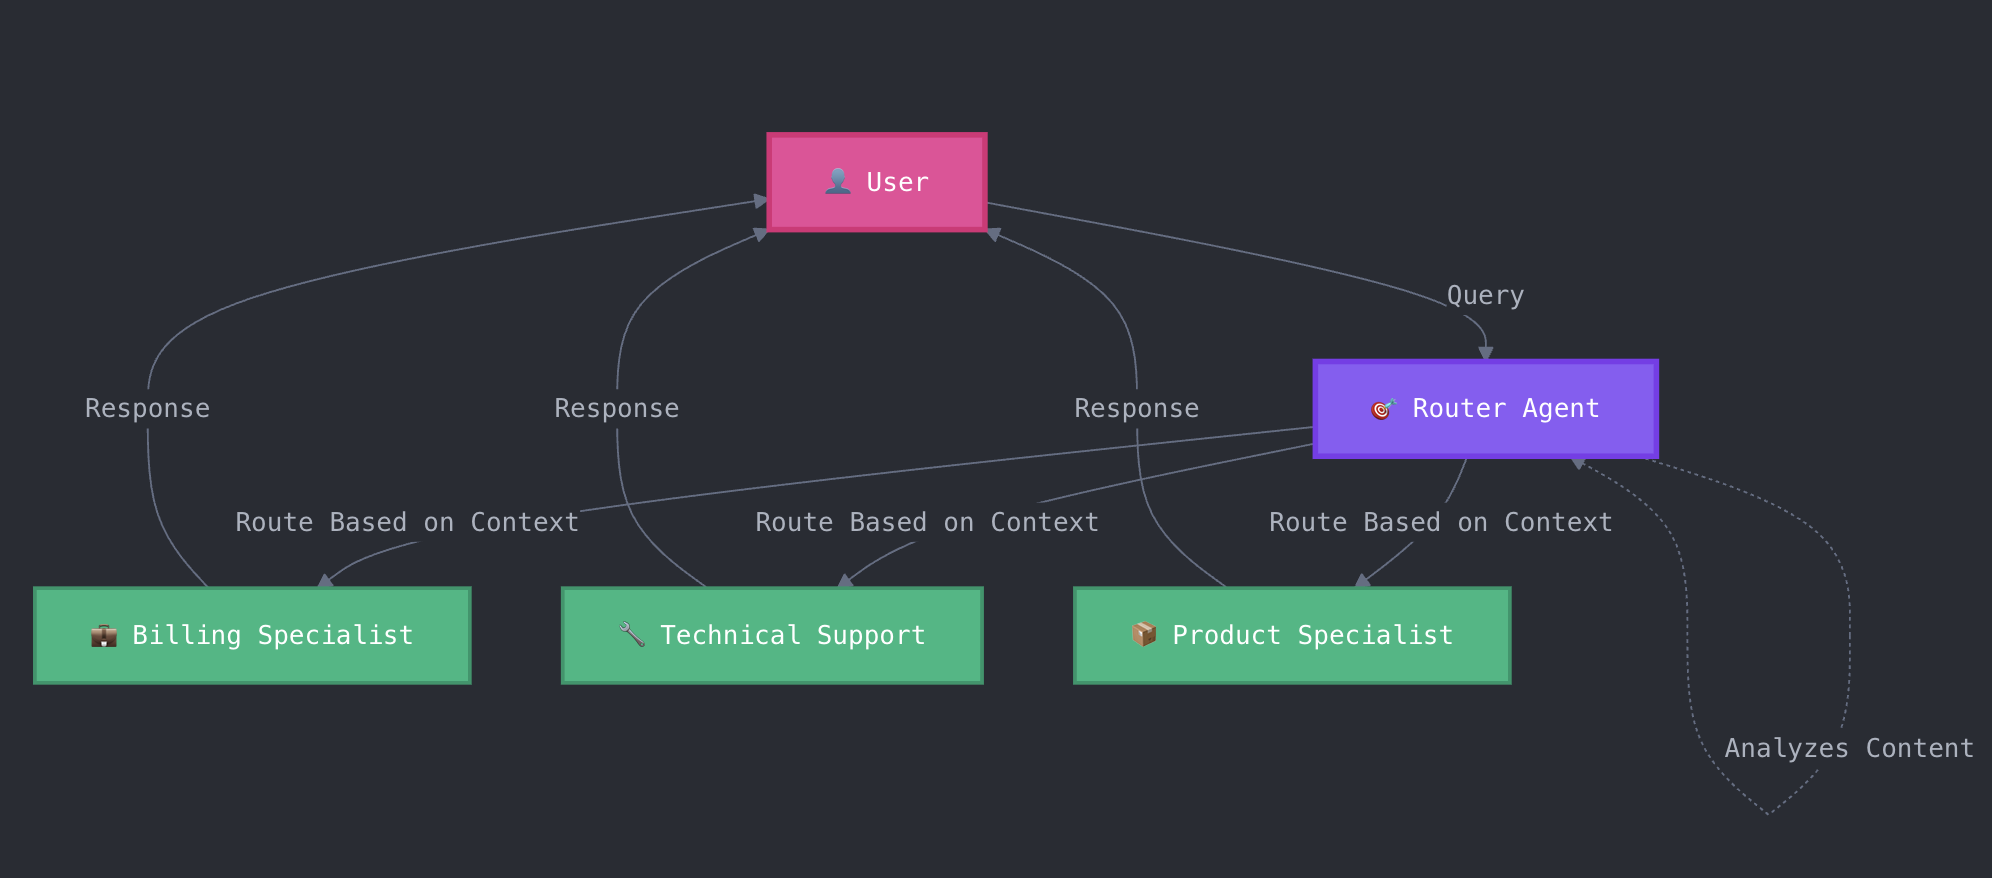 👤 User
Query
Response
Response
Response
🎯 Router Agent
Route Based on Context
Route Based on Context
Route Based on Context
💼 Billing Specialist
🔧 Technical Support
📦 Product Specialist
Analyzes Content